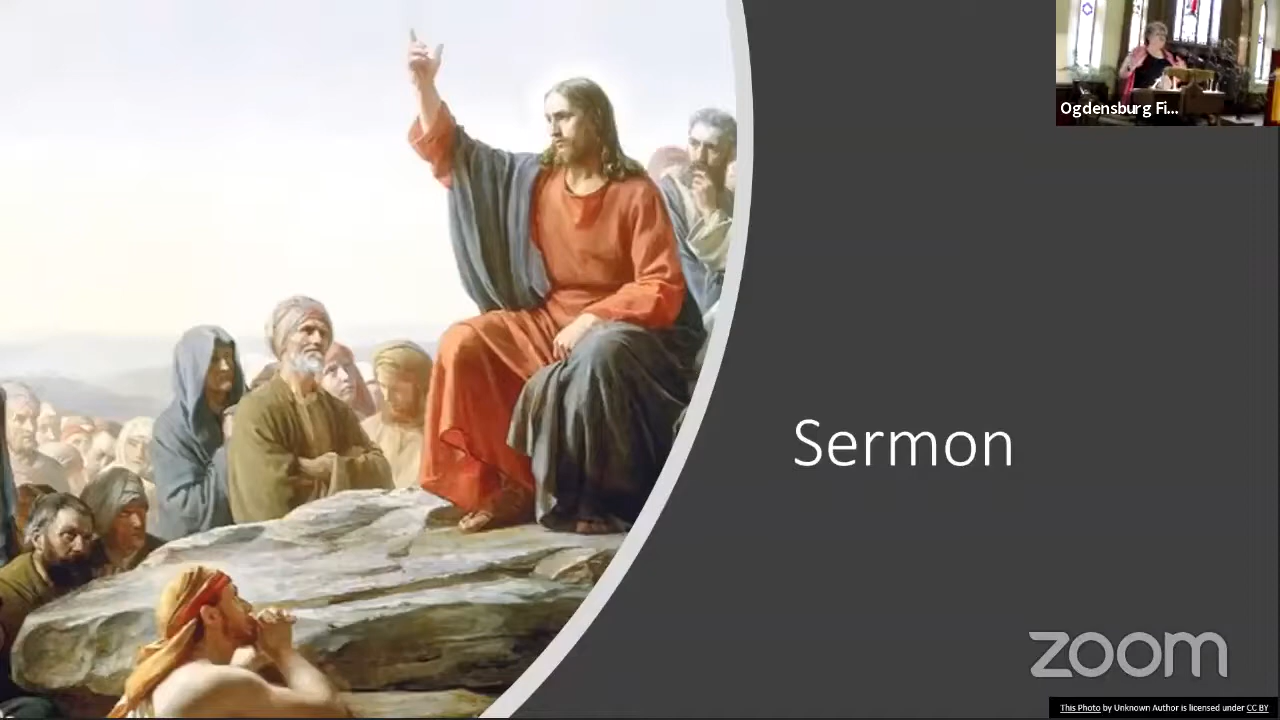 Ogdensburg Fi...
Sermon
zoom
This Photo by Unknown Author is licensed under CC BY